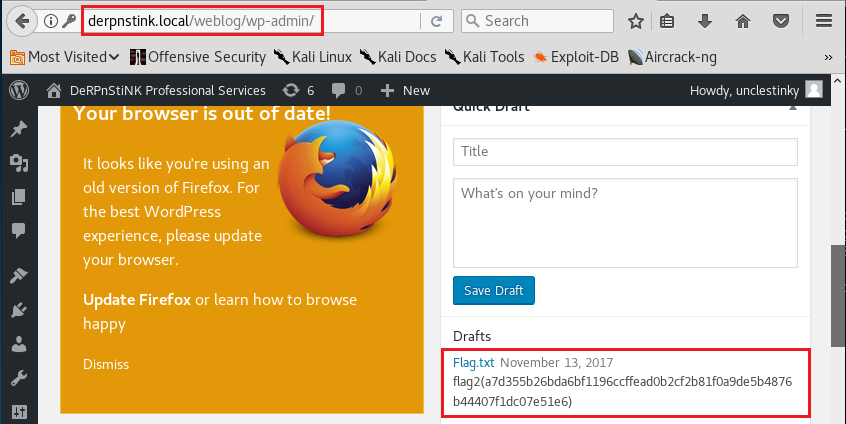 derpnstink.local/weblog/wp-admin/
Search
Most Visited
Offensive Security
Kali Linux
Kali Docs
Kali Tools
Exploit-DB
Aircrack-ng
»
DeRPnStiNK Professional Services
6
0
+ New
Howdy, unclestinky
Your browser is out of date!
It looks like you're using an
old version of Firefox. For
the best WordPress
experience, please update
your browser.
Update Firefox or learn how to browse
happy
Dismiss
Quick Draft
Title
What's on your mind?
Save Draft
Drafts
Flag.txt November 13, 2017
flag2(a7d355b26bda6bf1196ccffead0b2cf2b81f0a9de5b4876
b44407f1dc07e51e6)